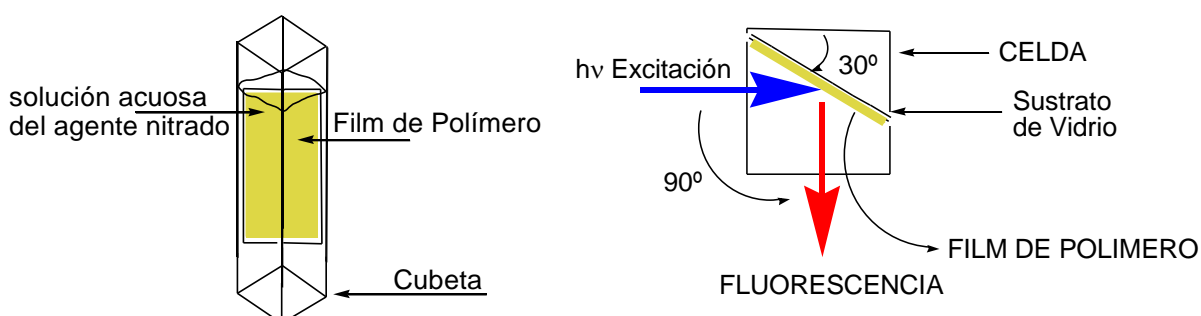 solución acuosa
del agente nitrado
Film de Polímero
Cubeta
hν Excitación
30º
CELDA
Sustrato
de Vidrio
90º
FILM DE POLIMERO
FLUORESCENCIA